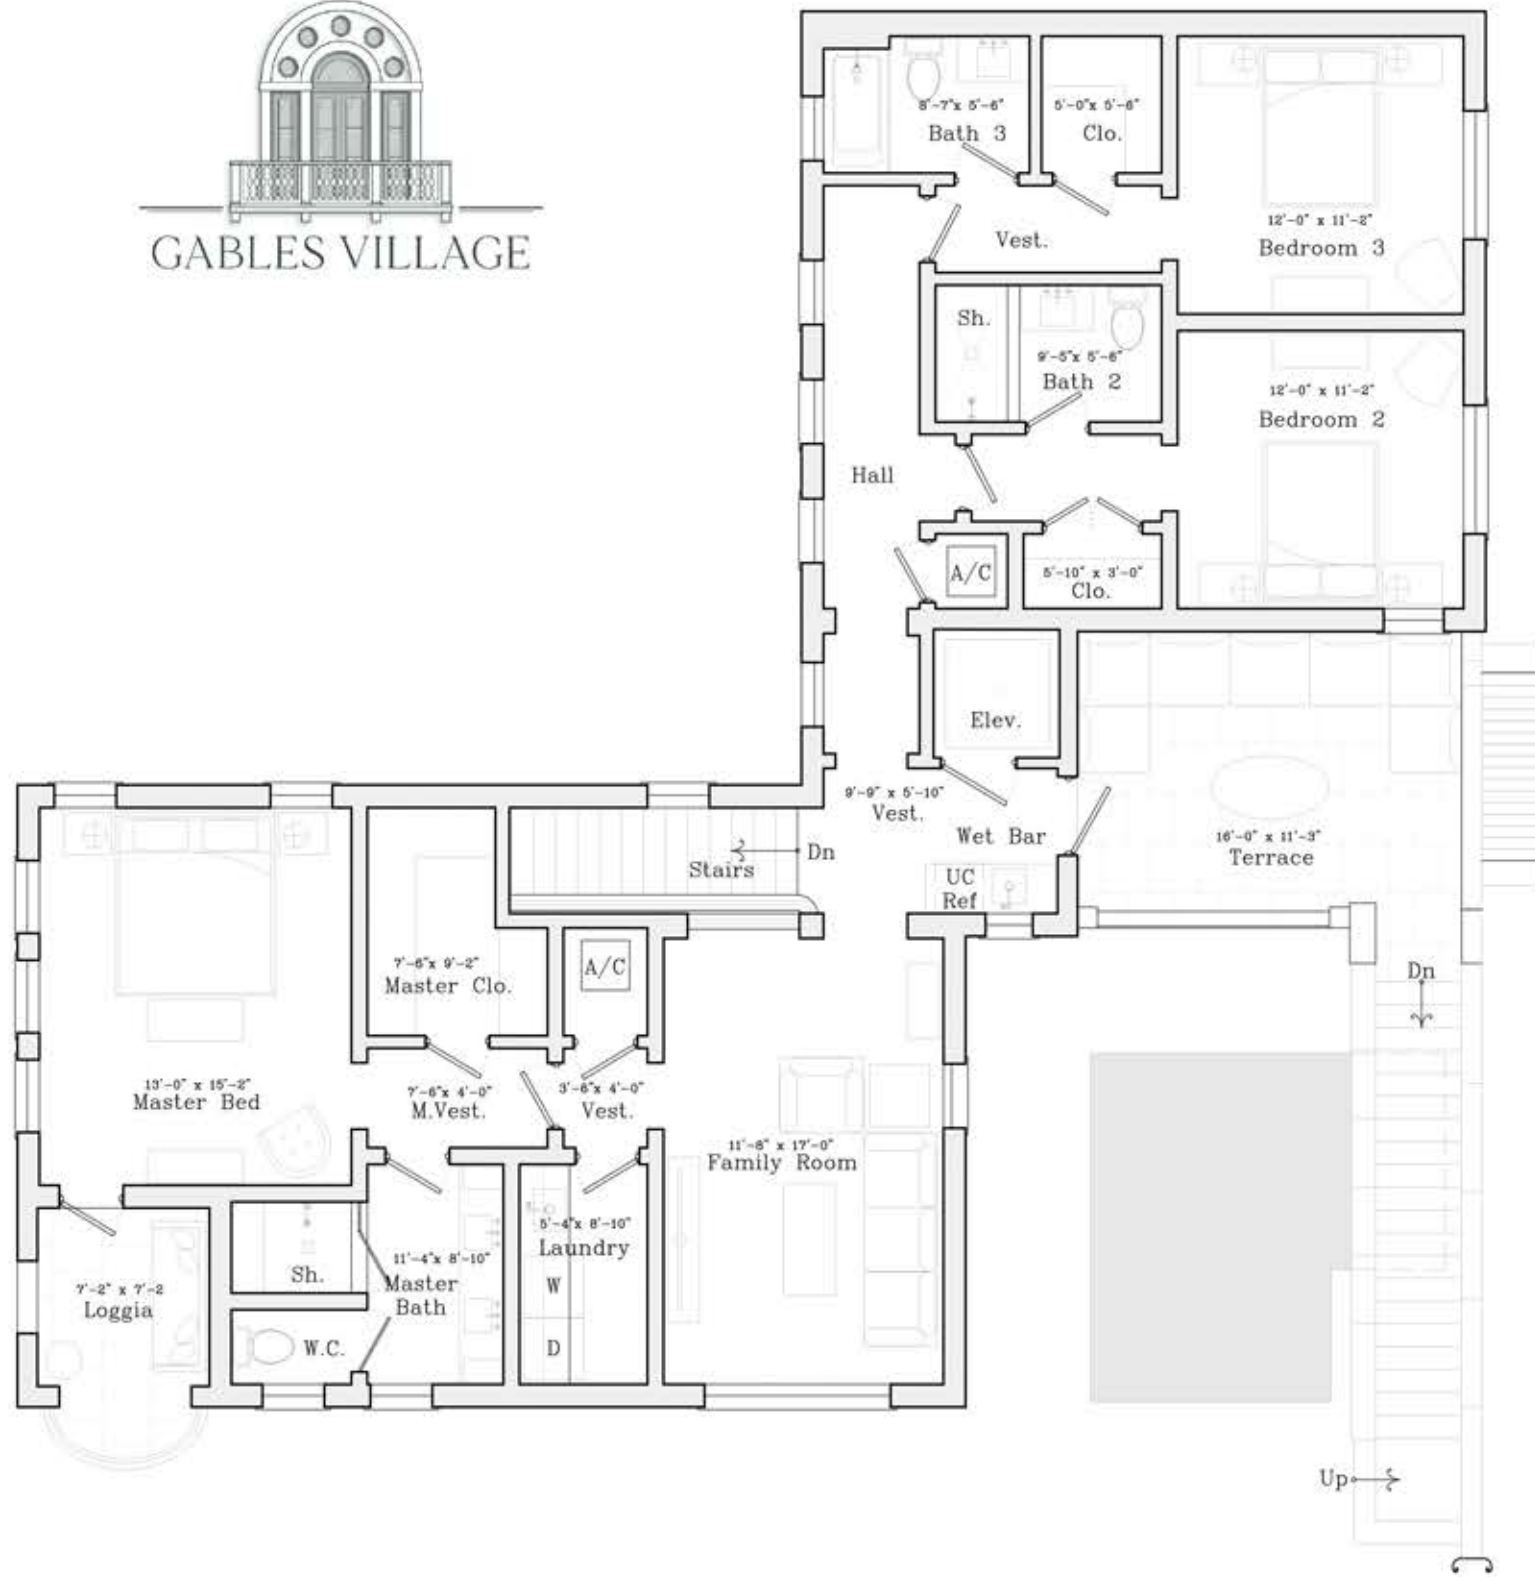 GABLES VILLAGE
8'-7"x 5'-6"
Bath 3
5'-0"x 5'-6"
Clo.
12'-0" x 11'-2"
Bedroom 3
Vest.
Sh.
9'-5"x 5'-6"
Bath 2
12'-0" x 11'-2"
Bedroom 2
Hall
A/C
5'-10" x 3'-0"
Clo.
Elev.
9'-9" x 5'-10"
Vest.
Wet Bar
16'-0" x 11'-3"
Terrace
Dn
Stairs
UC
Ref
7'-6"x 9'-2"
Master Clo.
A/C
Dn
13'-0" x 15'-2"
Master Bed
7'-6"x 4'-0"
M.Vest.
3'-6"x 4'-0"
Vest.
11'-8" x 17'-0"
Family Room
5'-4"x 8'-10"
Laundry
W
D
11'-4"x 8'-10"
Master
Bath
Sh.
7'-2" x 7'-2
Loggia
W.C.
Up